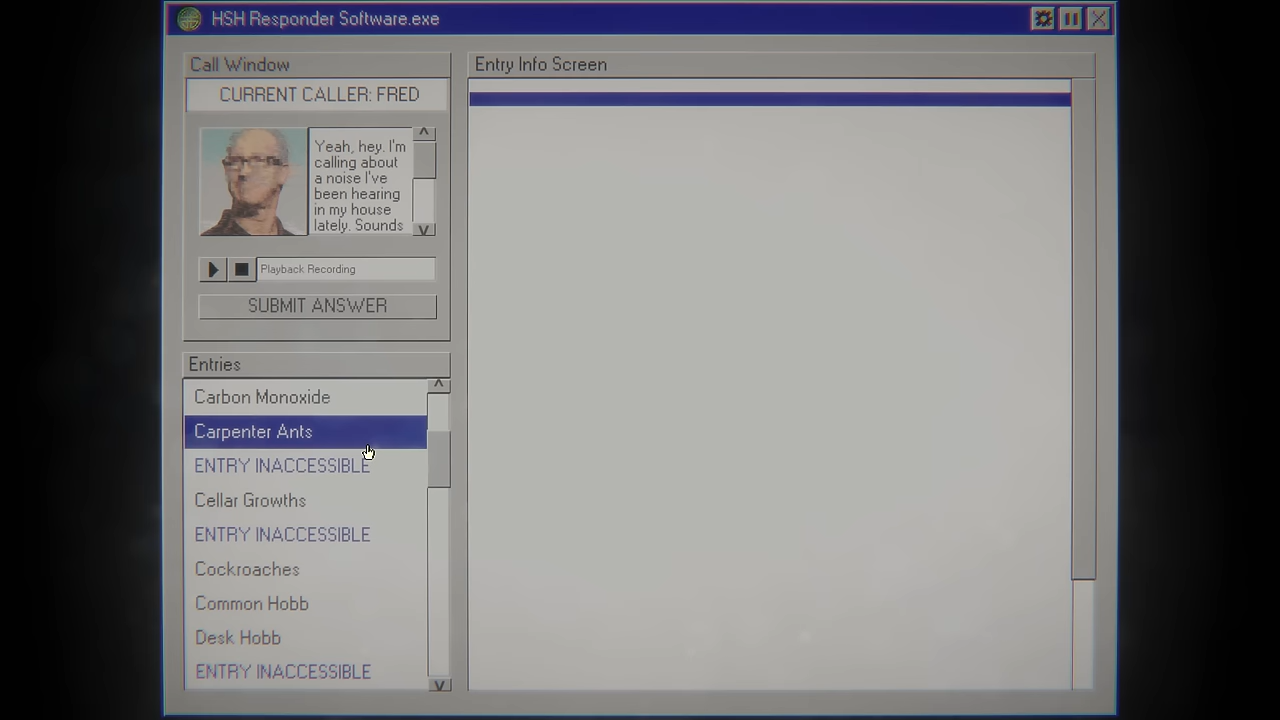 HSH Responder Software.exe
Call Window
CURRENT CALLER: FRED
Yeah, hey. I'm
calling about
a noise I've
been hearing
in my house
lately. Sounds
Playback Recording
SUBMIT ANSWER
Entries
Carbon Monoxide
Carpenter Ants
ENTRY INACCESSIBLE
Cellar Growths
ENTRY INACCESSIBLE
Cockroaches
Common Hobb
Desk Hobb
ENTRY INACCESSIBLE
Entry Info Screen